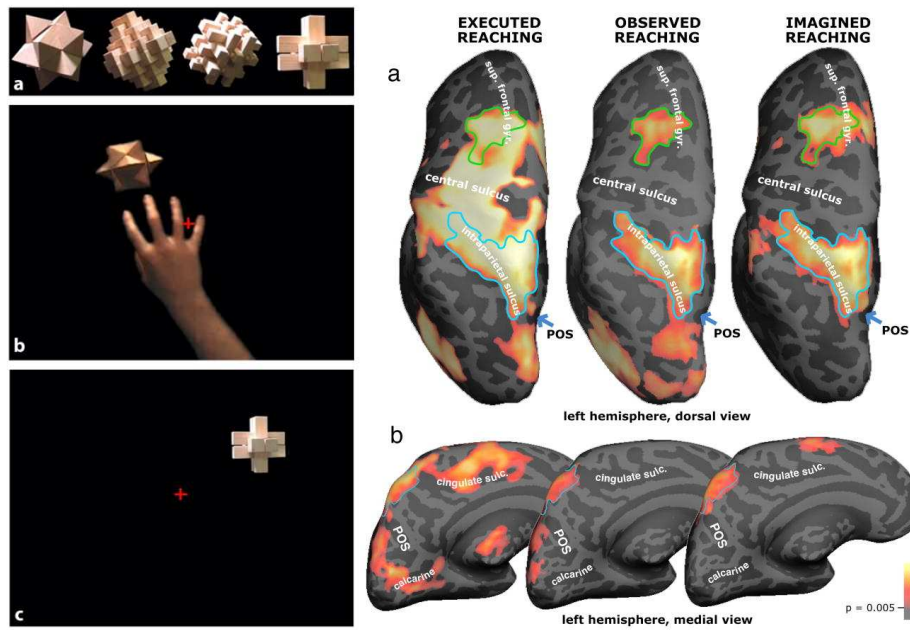 a
b
c
EXECUTED REACHING
OBSERVED REACHING
IMAGINED REACHING
a
sup. frontal gyr.
central sulcus
intraparietal sulcus
sup. frontal gyr.
central sulcus
intraparietal sulcus
POS
sup. frontal gyr.
central sulcus
intraparietal sulcus
POS
POS
left hemisphere, dorsal view
b
cingulate sulc.
POS
calcarine
cingulate sulc.
POS
calcarine
cingulate sulc.
POS
calcarine
p = 0.005
left hemisphere, medial view